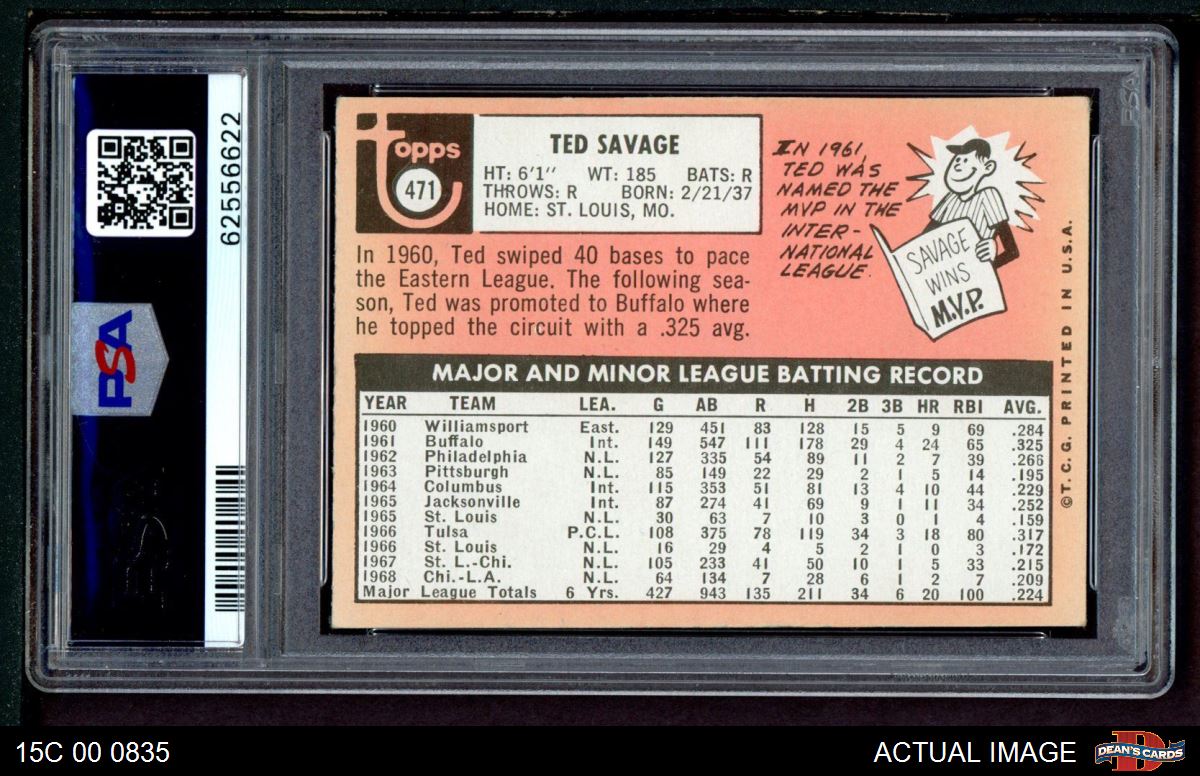 62556622
PSA
Topps
471
TED SAVAGE
HT: 6'1'' WT: 185 BATS: R
THROWS: R BORN: 2/21/37
HOME: ST. LOUIS, MO.
In 1960, Ted swiped 40 bases to pace
the Eastern League. The following sea-
son, Ted was promoted to Buffalo where
he topped the circuit with a .325 avg.
IN 1961,
TED WAS
NAMED THE
MVP IN THE
INTER-
NATIONAL
LEAGUE.
SAVAGE
WINS
M.V.P.
MAJOR AND MINOR LEAGUE BATTING RECORD
YEAR TEAM LEA. G AB R H 2B 3B HR RBI AVG.
1960 Williamsport East. 129 451 83 128 15 5 9 69 .284
1961 Buffalo Int. 149 547 111 178 29 4 24 65 .325
1962 Philadelphia N.L. 127 335 54 89 11 2 7 39 .266
1963 Pittsburgh N.L. 85 149 22 29 2 1 5 14 .195
1964 Columbus Int. 115 353 51 81 13 4 10 44 .229
1965 Jacksonville Int. 87 274 41 69 9 1 11 34 .252
1965 St. Louis N.L. 30 63 7 10 3 0 1 4 .159
1966 Tulsa P.C.L. 108 375 78 119 34 3 18 80 .317
1966 St. Louis N.L. 16 29 4 5 2 1 0 3 .172
1967 St. L.-Chi. N.L. 105 233 41 50 10 1 5 33 .215
1968 Chi.-L.A. N.L. 64 134 7 28 6 1 2 7 .209
Major League Totals 6 Yrs. 427 943 135 211 34 6 20 100 .224
©T.C.G. PRINTED IN U.S.A.
PSA
PSA
15C 00 0835
ACTUAL IMAGE
DEAN'S CARDS